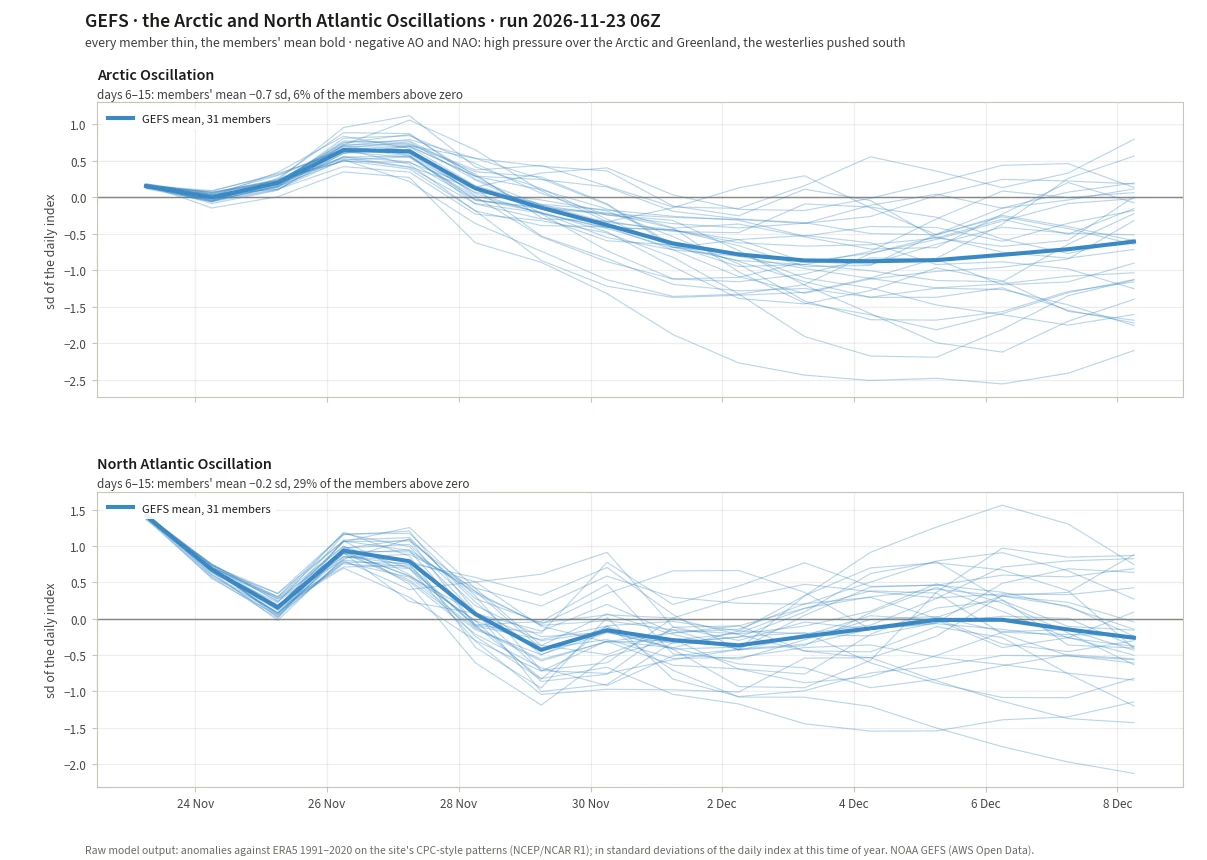 GEFS · the Arctic and North Atlantic Oscillations · run 2026-11-23 06Z
every member thin, the members' mean bold · negative AO and NAO: high pressure over the Arctic and Greenland, the westerlies pushed south
Arctic Oscillation
days 6–15: members' mean −0.7 sd, 6% of the members above zero
GEFS mean, 31 members
1.0
0.5
0.0
−0.5
−1.0
−1.5
−2.0
−2.5
sd of the daily index
North Atlantic Oscillation
days 6–15: members' mean −0.2 sd, 29% of the members above zero
GEFS mean, 31 members
1.5
1.0
0.5
0.0
−0.5
−1.0
−1.5
−2.0
sd of the daily index
24 Nov 26 Nov 28 Nov 30 Nov 2 Dec 4 Dec 6 Dec 8 Dec
Raw model output: anomalies against ERA5 1991–2020 on the site's CPC-style patterns (NCEP/NCAR R1); in standard deviations of the daily index at this time of year. NOAA GEFS (AWS Open Data).